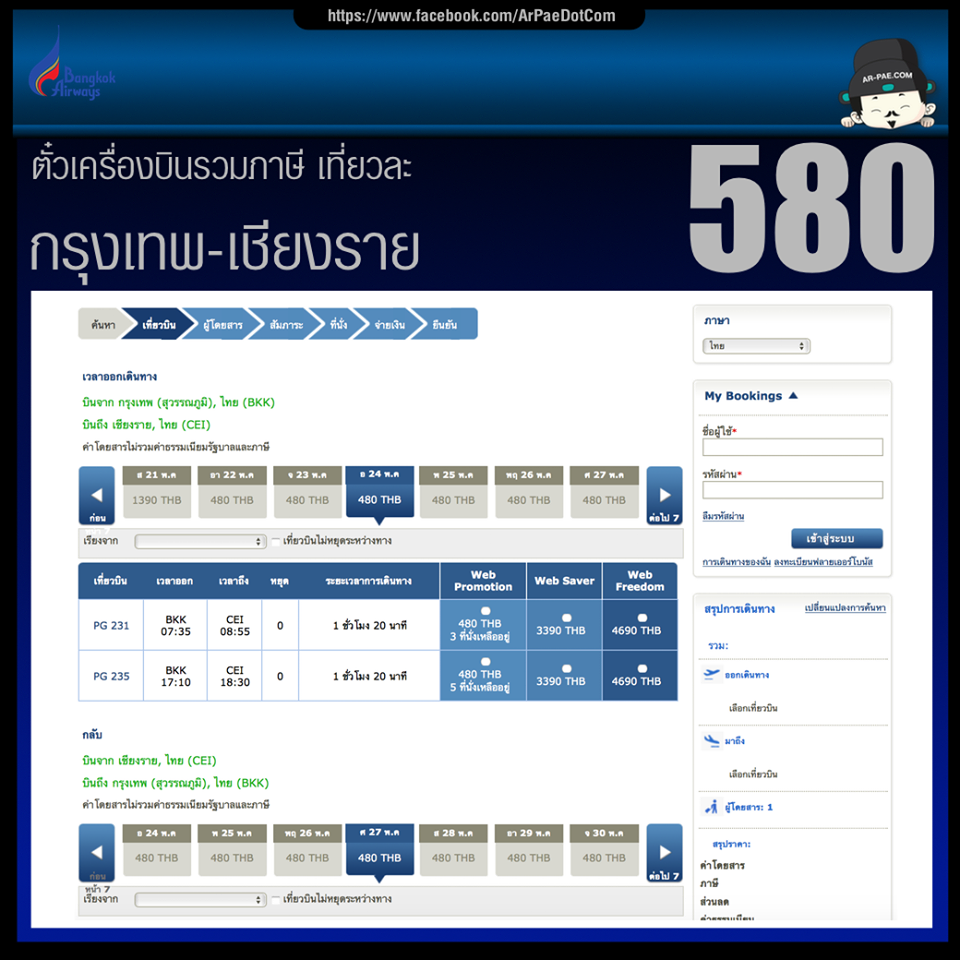 https://www.facebook.com/ArPaeDotCom
Bangkok
Airways
AR-PAE.COM
ตั๋วเครื่องบินรวมภาษี เที่ยวละ
580
กรุงเทพ-เชียงราย
ค้นหา เที่ยวบิน ผู้โดยสาร สัมภาระ ที่นั่ง จ่ายเงิน ยืนยัน
ภาษา
ไทย
เวลาออกเดินทาง
บินจาก กรุงเทพ (สุวรรณภูมิ), ไทย (BKK)
บินถึง เชียงราย, ไทย (CEI)
ค่าโดยสารไม่รวมค่าธรรมเนียมรัฐบาลและภาษี
My Bookings
ชื่อผู้ใช้*
รหัสผ่าน*
ลืมรหัสผ่าน
เข้าสู่ระบบ
การเดินทางของฉัน ลงทะเบียนฟลายเออร์โบนัส
ก่อน
ส 21 พ.ค อา 22 พ.ค จ 23 พ.ค อ 24 พ.ค พ 25 พ.ค พฤ 26 พ.ค ศ 27 พ.ค
1390 THB 480 THB 480 THB 480 THB 480 THB 480 THB 480 THB
ต่อไป 7
เรียงจาก เที่ยวบินไม่หยุดระหว่างทาง
เที่ยวบิน เวลาออก เวลาถึง หยุด ระยะเวลาการเดินทาง Web Promotion Web Saver Web Freedom
PG 231 BKK 07:35 CEI 08:55 0 1 ชั่วโมง 20 นาที 480 THB 3 ที่นั่งเหลืออยู่ 3390 THB 4690 THB
PG 235 BKK 17:10 CEI 18:30 0 1 ชั่วโมง 20 นาที 480 THB 5 ที่นั่งเหลืออยู่ 3390 THB 4690 THB
สรุปการเดินทาง เปลี่ยนแปลงการค้นหา
รวม:
ออกเดินทาง
เลือกเที่ยวบิน
มาถึง
เลือกเที่ยวบิน
ผู้โดยสาร: 1
สรุปราคา:
ค่าโดยสาร
ภาษี
ส่วนลด
ค่าธรรมเนียม
กลับ
บินจาก เชียงราย, ไทย (CEI)
บินถึง กรุงเทพ (สุวรรณภูมิ), ไทย (BKK)
ค่าโดยสารไม่รวมค่าธรรมเนียมรัฐบาลและภาษี
ก่อน
หน้า 7
อ 24 พ.ค พ 25 พ.ค พฤ 26 พ.ค ศ 27 พ.ค ส 28 พ.ค อา 29 พ.ค จ 30 พ.ค
480 THB 480 THB 480 THB 480 THB 480 THB 480 THB 480 THB
ต่อไป 7
เรียงจาก เที่ยวบินไม่หยุดระหว่างทาง